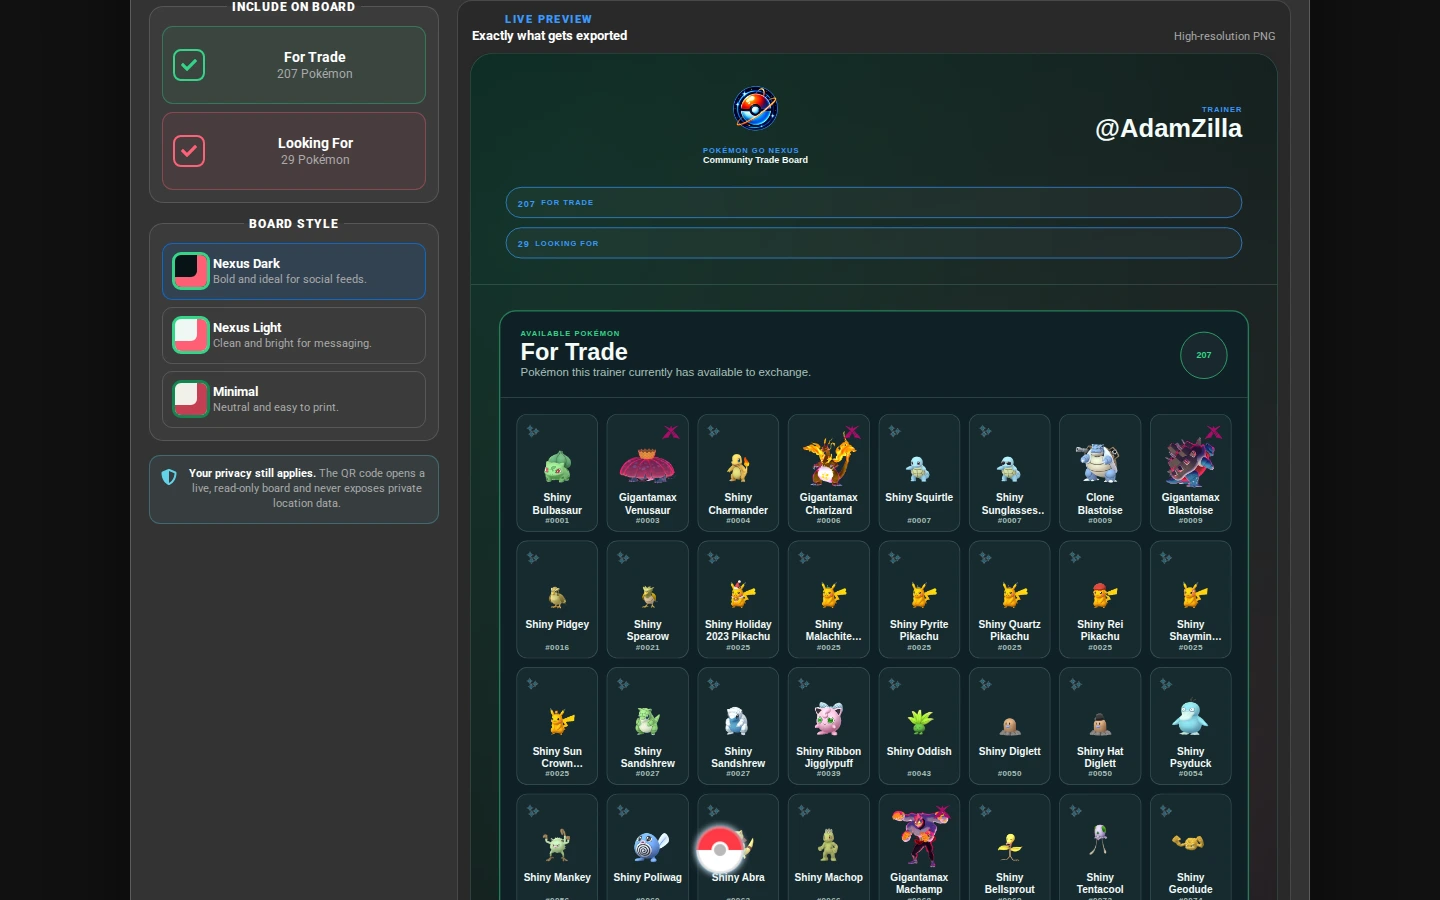 INCLUDE ON BOARD
For Trade
207 Pokémon
Looking For
29 Pokémon
BOARD STYLE
Nexus Dark
Bold and ideal for social feeds.
Nexus Light
Clean and bright for messaging.
Minimal
Neutral and easy to print.
Your privacy still applies. The QR code opens a
live, read-only board and never exposes private
location data.
LIVE PREVIEW
Exactly what gets exported
High-resolution PNG
POKÉMON GO NEXUS
Community Trade Board
TRAINER
@AdamZilla
207 FOR TRADE
29 LOOKING FOR
AVAILABLE POKÉMON
For Trade
Pokémon this trainer currently has available to exchange.
207
Shiny
Bulbasaur
#0001
Gigantamax
Venusaur
#0003
Shiny
Charmander
#0004
Gigantamax
Charizard
#0006
Shiny Squirtle
#0007
Shiny
Sunglasses..
#0007
Clone
Blastoise
#0009
Gigantamax
Blastoise
#0009
Shiny Pidgey
#0016
Shiny
Spearow
#0021
Shiny Holiday
2023 Pikachu
#0025
Shiny
Malachite...
#0025
Shiny Pyrite
Pikachu
#0025
Shiny Quartz
Pikachu
#0025
Shiny Rei
Pikachu
#0025
Shiny
Shaymin...
#0025
Shiny Sun
Crown...
#0025
Shiny
Sandshrew
#0027
Shiny
Sandshrew
#0027
Shiny Ribbon
Jigglypuff
#0039
Shiny Oddish
#0043
Shiny Diglett
#0050
Shiny Hat
Diglett
#0050
Shiny
Psyduck
#0054
Shiny Mankey
Shiny Poliwag
Shiny Abra
Shiny Machop
Gigantamax
Machamp
Shiny
Bellsprout
Shiny
Tentacool
Shiny
Geodude